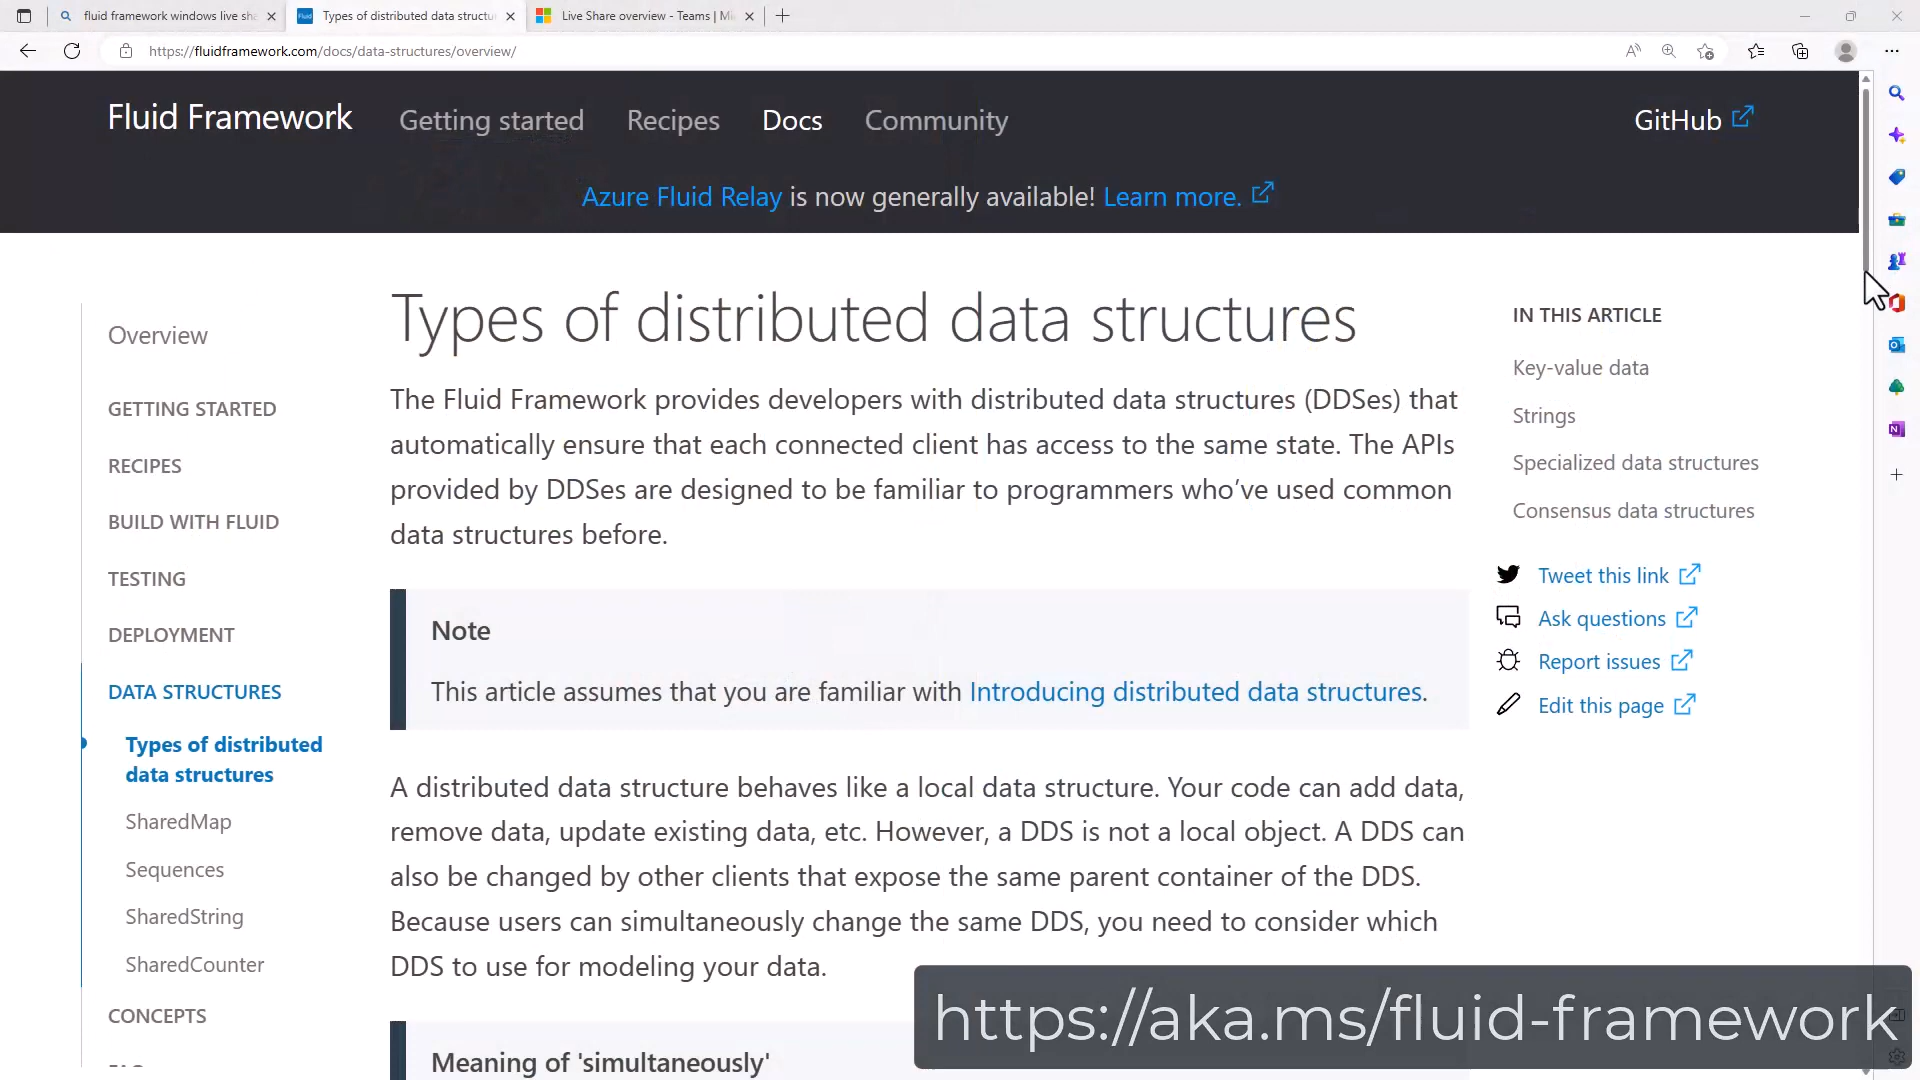 fluid framework windows live sha
Types of distributed data structu
Live Share overview - Teams | Mi
https://fluidframework.com/docs/data-structures/overview/
Fluid Framework
Getting started
Recipes
Docs
Community
GitHub
Azure Fluid Relay is now generally available! Learn more.
Overview
GETTING STARTED
RECIPES
BUILD WITH FLUID
TESTING
DEPLOYMENT
DATA STRUCTURES
Types of distributed
data structures
SharedMap
Sequences
SharedString
SharedCounter
CONCEPTS
FAQ
Types of distributed data structures
The Fluid Framework provides developers with distributed data structures (DDSes) that
automatically ensure that each connected client has access to the same state. The APIs
provided by DDSes are designed to be familiar to programmers who’ve used common
data structures before.
Note
This article assumes that you are familiar with Introducing distributed data structures.
A distributed data structure behaves like a local data structure. Your code can add data,
remove data, update existing data, etc. However, a DDS is not a local object. A DDS can
also be changed by other clients that expose the same parent container of the DDS.
Because users can simultaneously change the same DDS, you need to consider which
DDS to use for modeling your data.
Meaning of 'simultaneously'
IN THIS ARTICLE
Key-value data
Strings
Specialized data structures
Consensus data structures
Tweet this link
Ask questions
Report issues
Edit this page
https://aka.ms/fluid-framework